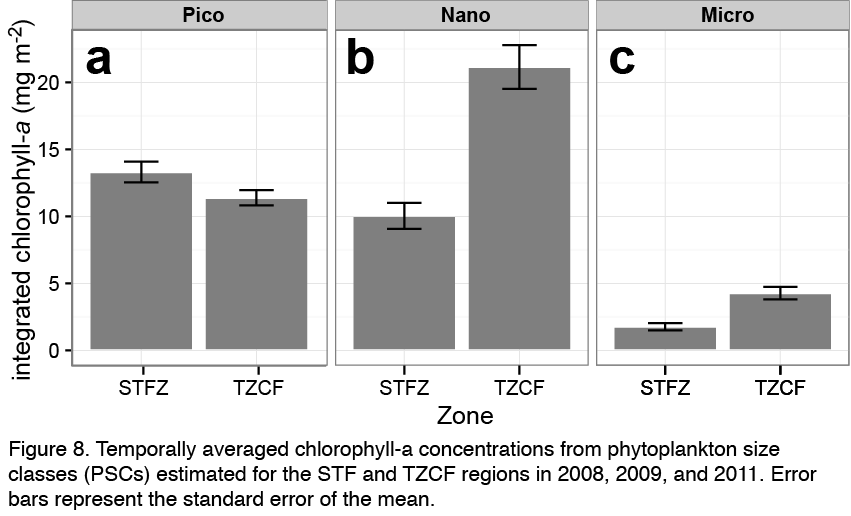 Pico Nano Micro
a b c
integrated chlorophyll-a (mg m⁻²)
20
15
10
5
0
STFZ TZCF STFZ TZCF STFZ TZCF
Zone
Figure 8. Temporally averaged chlorophyll-a concentrations from phytoplankton size
classes (PSCs) estimated for the STF and TZCF regions in 2008, 2009, and 2011. Error
bars represent the standard error of the mean.